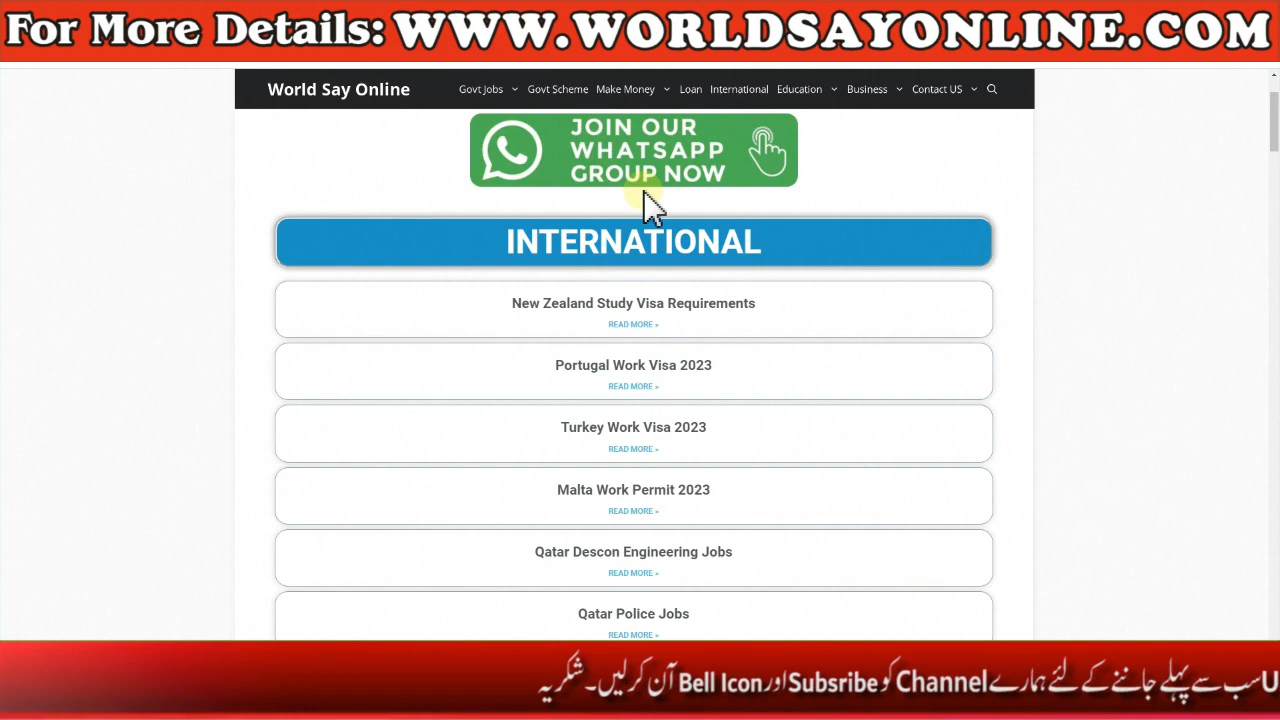 For More Details: WWW.WORLDSAYONLINE.COM
World Say Online
Govt Jobs Govt Scheme Make Money Loan International Education Business Contact US
JOIN OUR
WHATSAPP
GROUP NOW
INTERNATIONAL
New Zealand Study Visa Requirements
READ MORE »
Portugal Work Visa 2023
READ MORE »
Turkey Work Visa 2023
READ MORE »
Malta Work Permit 2023
READ MORE »
Qatar Descon Engineering Jobs
READ MORE »
Qatar Police Jobs
READ MORE »
سب سے پہلے جاننے کے لئے ہمارے Channel کو Subsribe اور Bell Icon آن کرلیں۔ شکریہ